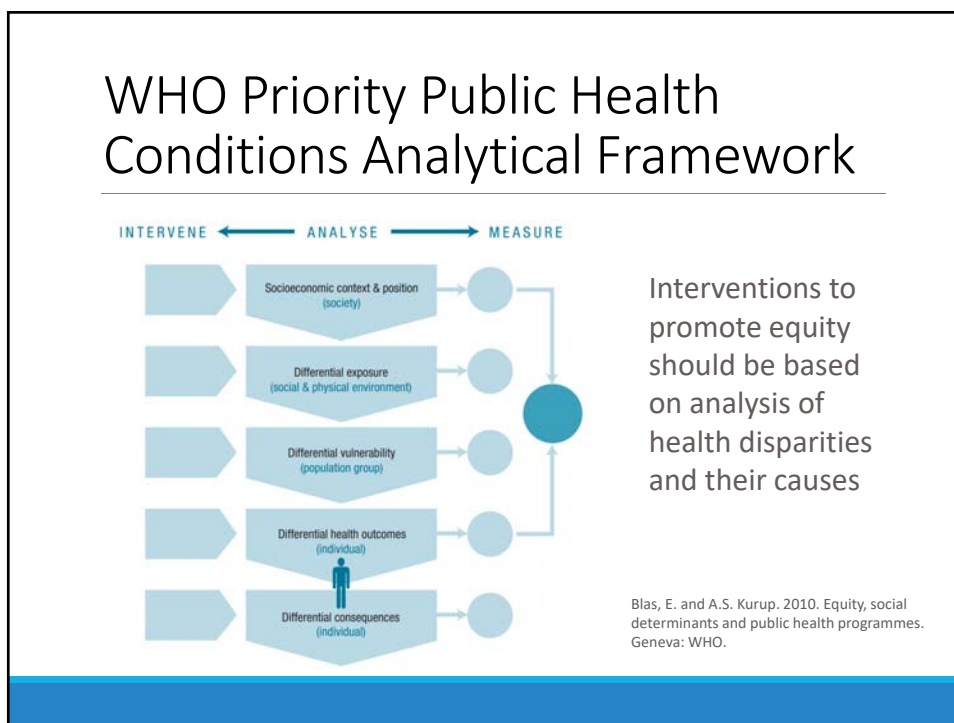 WHO Priority Public Health
Conditions Analytical Framework
INTERVENE ANALYSE MEASURE
Socioeconomic context & position
(society)
Differential exposure
(social & physical environment)
Differential vulnerability
(population group)
Differential health outcomes
(individual)
Differential consequences
(individual)
Interventions to
promote equity
should be based
on analysis of
health disparities
and their causes
Blas, E. and A.S. Kurup. 2010. Equity, social
determinants and public health programmes.
Geneva: WHO.